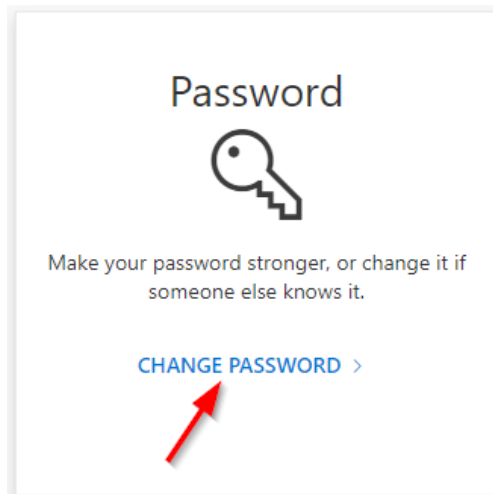 Password
Make your password stronger, or change it if
someone else knows it.
CHANGE PASSWORD >